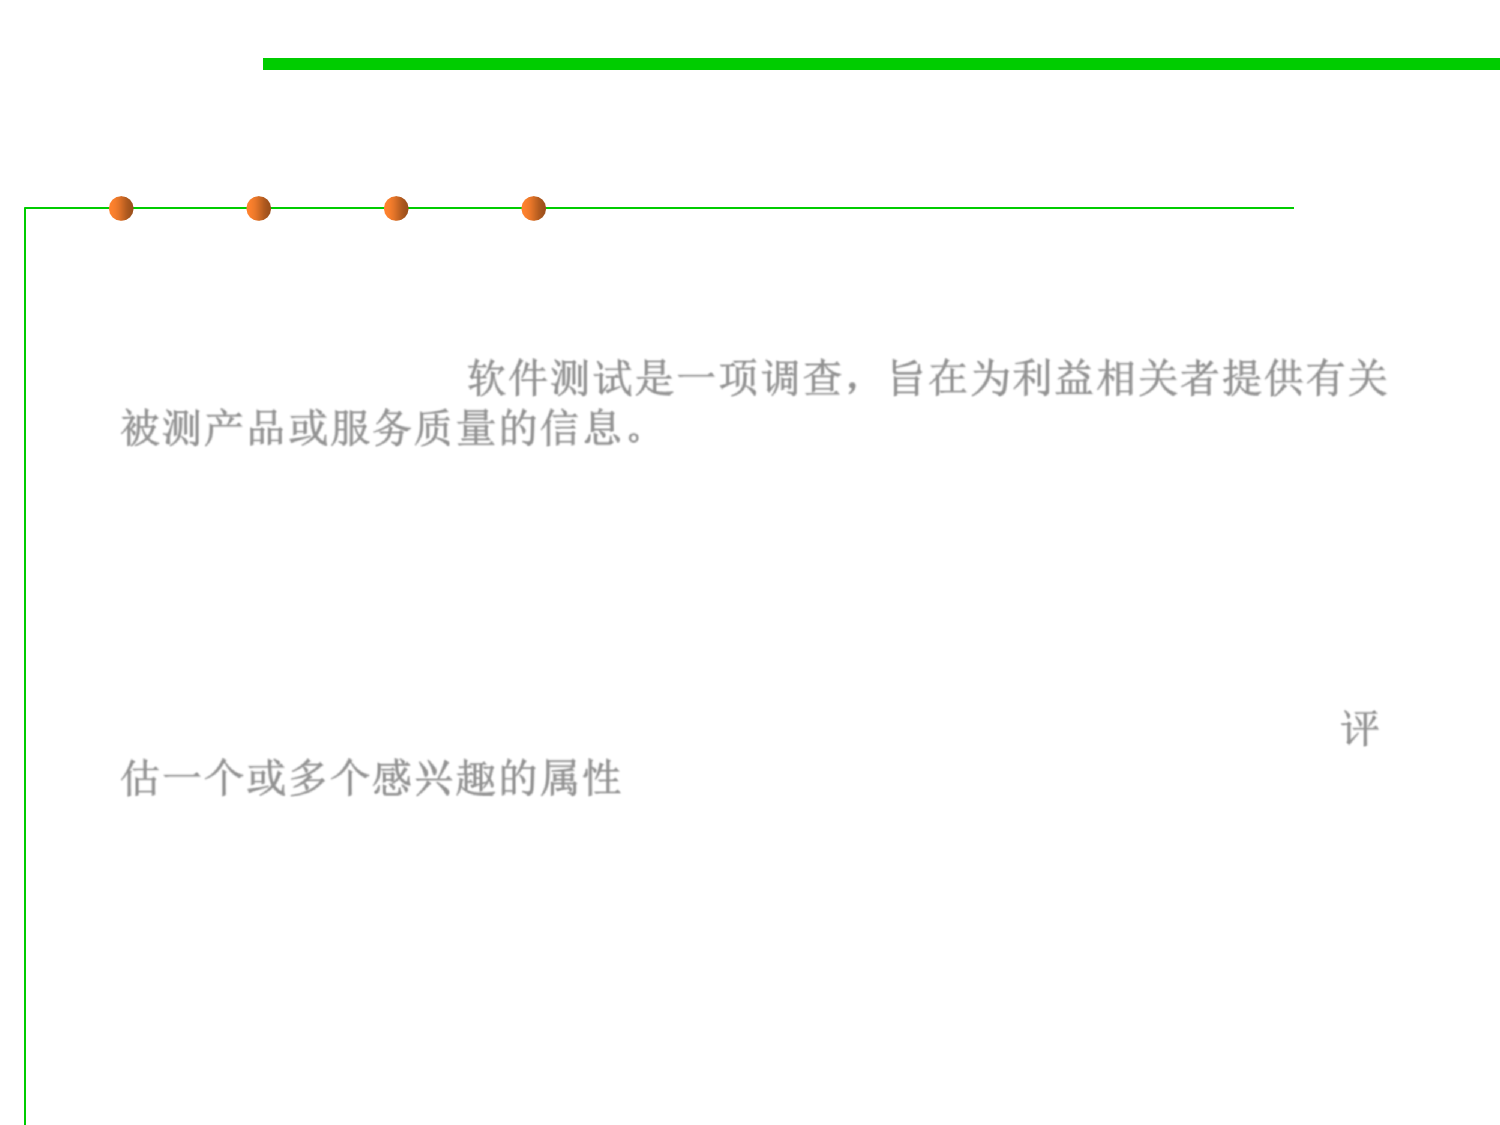 软件测试是一项调查，旨在为利益相关者提供有关
被测产品或服务质量的信息。
评
估一个或多个感兴趣的属性